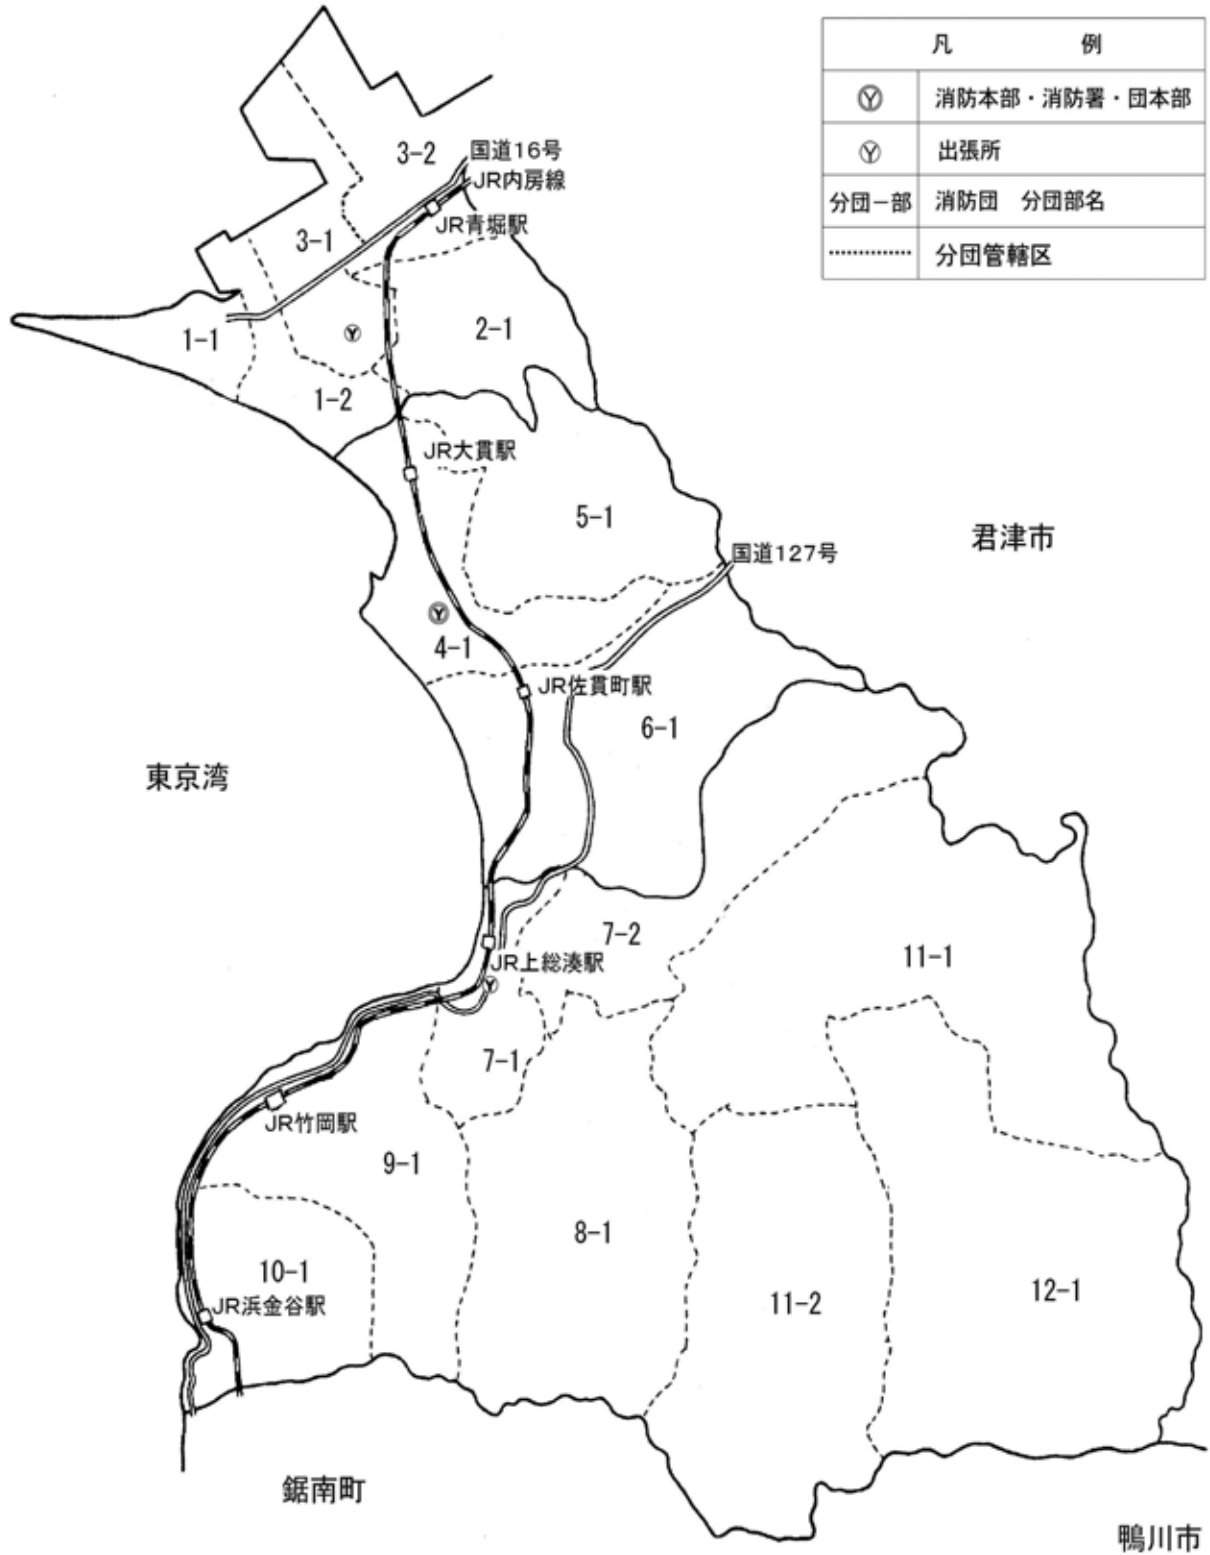 凡 例
消防本部・消防署・団本部
出張所
分団－部 消防団 分団部名
分団管轄区
3-2
国道16号
JR内房線
JR青堀駅
3-1
1-1
2-1
1-2
JR大貫駅
5-1
君津市
国道127号
4-1
JR佐貫町駅
6-1
東京湾
7-2
11-1
JR上総湊駅
7-1
JR竹岡駅
9-1
8-1
10-1
12-1
11-2
JR浜金谷駅
鋸南町
鴨川市